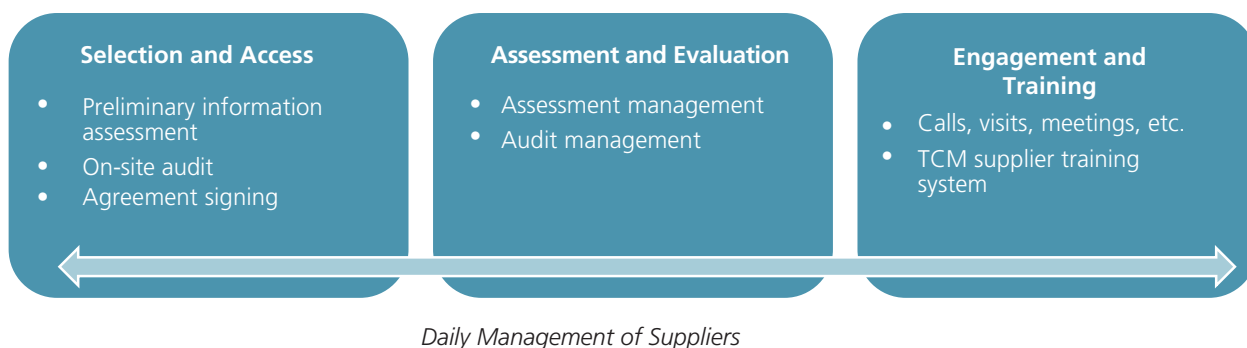 Selection and Access
• Preliminary information
assessment
• On-site audit
• Agreement signing
Assessment and Evaluation
• Assessment management
• Audit management
Engagement and
Training
• Calls, visits, meetings, etc.
• TCM supplier training
system
Daily Management of Suppliers